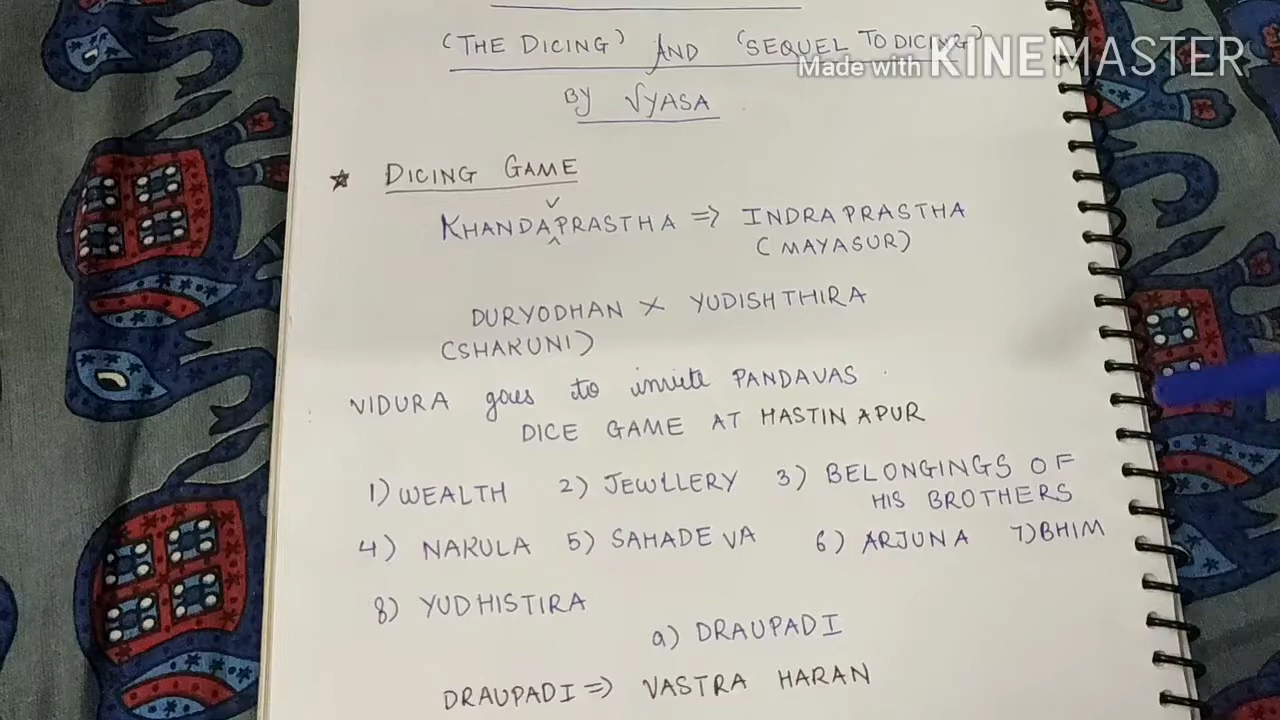 (THE DICING) AND (SEQUEL TO DICING)
Made with KINEMASTER
BY VYASA
DICING GAME
KHANDAPRASTHA => INDRAPRASTHA
(MAYASUR)
DURYODHAN X YUDISHTHIRA
(SHAKUNI)
VIDURA goes to invite PANDAVAS.
DICE GAME AT HASTINAPUR
1) WEALTH 2) JEWLLERY 3) BELONGINGS OF
HIS BROTHERS
4) NAKULA 5) SAHADEVA 6) ARJUNA 7) BHIM
8) YUDHISTIRA
a) DRAUPADI
DRAUPADI => VASTRA HARAN